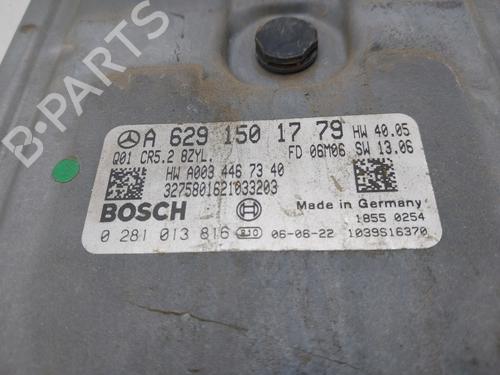 B-PARTS
A 629 150 17 79 HW 40.05
Q01 CR5.2 8ZYL. FD 06M06 SW 13.06
HW A003 446 73 40
3275801621033203
BOSCH
Made in Germany
1855 0254
0 281 013 816 R10 06-06-22 1039S16370